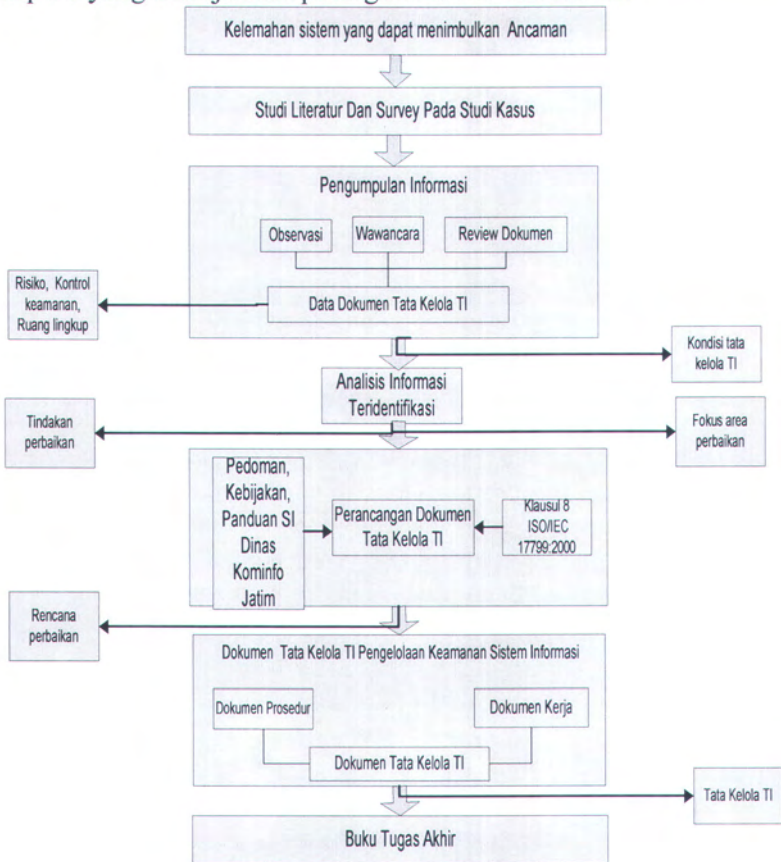 Kelemahan sistem yang dapat menimbulkan Ancaman
Studi Literatur Dan Survey Pada Studi Kasus
Pengumpulan Informasi
Observasi
Wawancara
Review Dokumen
Risiko, Kontrol
keamanan,
Ruang lingkup
Data Dokumen Tata Kelola TI
Kondisi tata
kelola TI
Analisis Informasi
Teridentifikasi
Tindakan
perbaikan
Fokus area
perbaikan
Pedoman,
Kebijakan,
Panduan SI
Dinas
Kominfo
Jatim
Perancangan Dokumen
Tata Kelola TI
Klausul 8
ISO/IEC
17799:2000
Rencana
perbaikan
Dokumen Tata Kelola TI Pengelolaan Keamanan Sistem Informasi
Dokumen Prosedur
Dokumen Kerja
Dokumen Tata Kelola TI
Tata Kelola TI
Buku Tugas Akhir